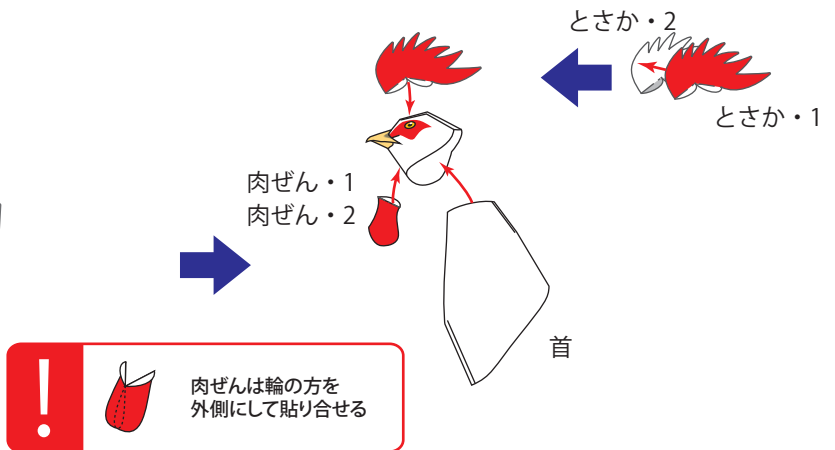 とさか・2
とさか・1
肉ぜん・1
肉ぜん・2
首
!
肉ぜんは輪の方を
外側にして貼り合せる